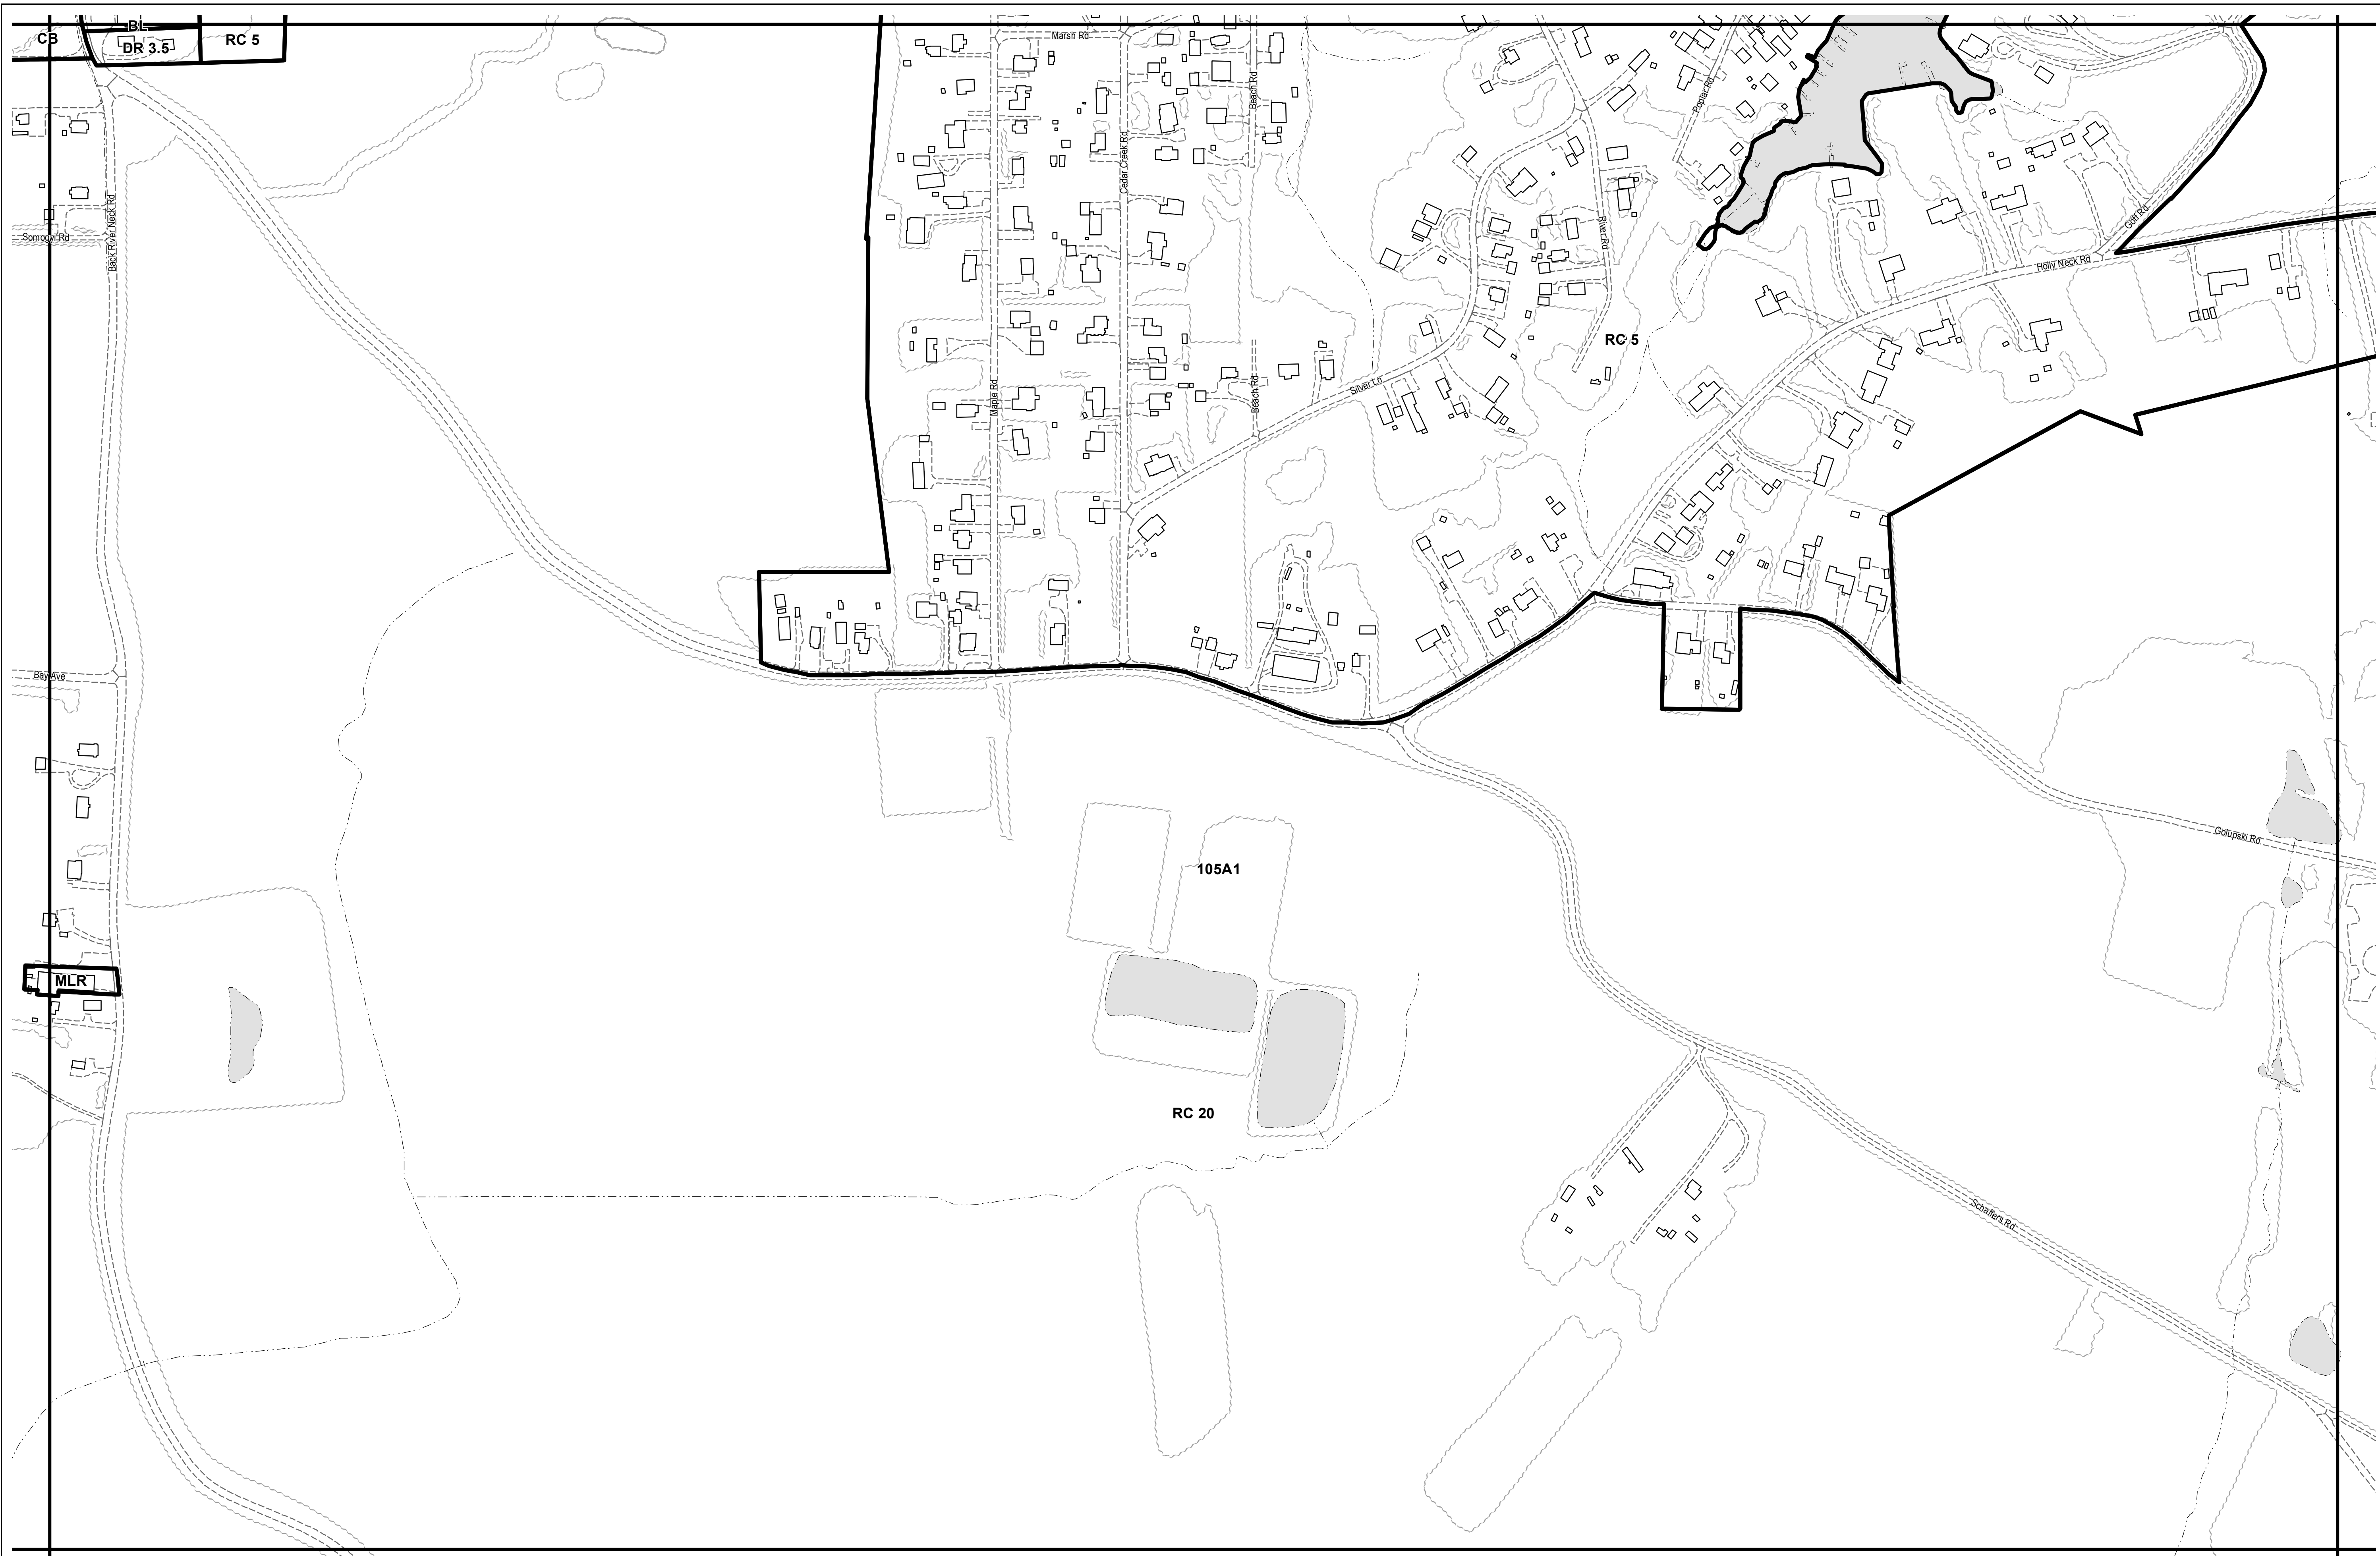 CB
BL
DR 3.5
RC 5
Marsh Rd
Beach Rd
Poplar Rd
Cedar Creek Rd
Back River Neck Rd
Somogyi Rd
River Rd
Golf Rd
Holly Neck Rd
RC 5
Maple Rd
Beach Rd
Silver Ln
Bay Ave
Golupski Rd
105A1
MLR
RC 20
Schaffers Rd